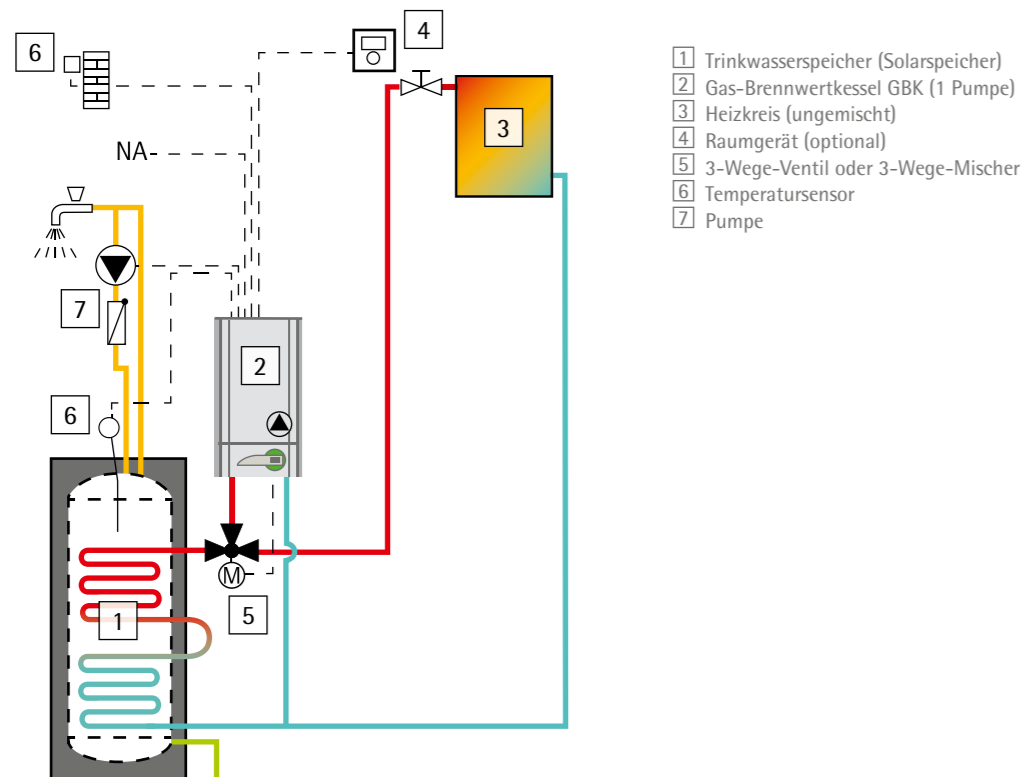 6
4
NA
3
7
2
6
1
M
5
1 Trinkwasserspeicher (Solarspeicher)
2 Gas-Brennwertkessel GBK (1 Pumpe)
3 Heizkreis (ungemischt)
4 Raumgerät (optional)
5 3-Wege-Ventil oder 3-Wege-Mischer
6 Temperatursensor
7 Pumpe